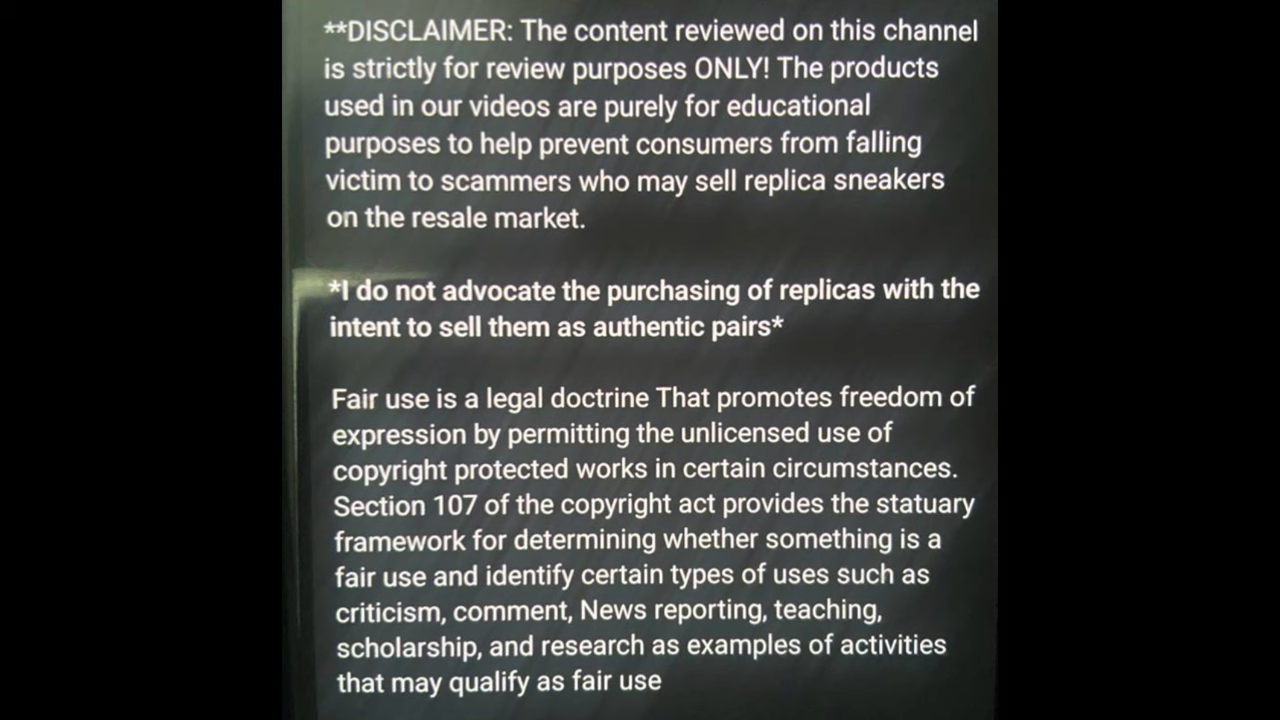 **DISCLAIMER: The content reviewed on this channel
is strictly for review purposes ONLY! The products
used in our videos are purely for educational
purposes to help prevent consumers from falling
victim to scammers who may sell replica sneakers
on the resale market.
*I do not advocate the purchasing of replicas with the
intent to sell them as authentic pairs*
Fair use is a legal doctrine That promotes freedom of
expression by permitting the unlicensed use of
copyright protected works in certain circumstances.
Section 107 of the copyright act provides the statuary
framework for determining whether something is a
fair use and identify certain types of uses such as
criticism, comment, News reporting, teaching,
scholarship, and research as examples of activities
that may qualify as fair use